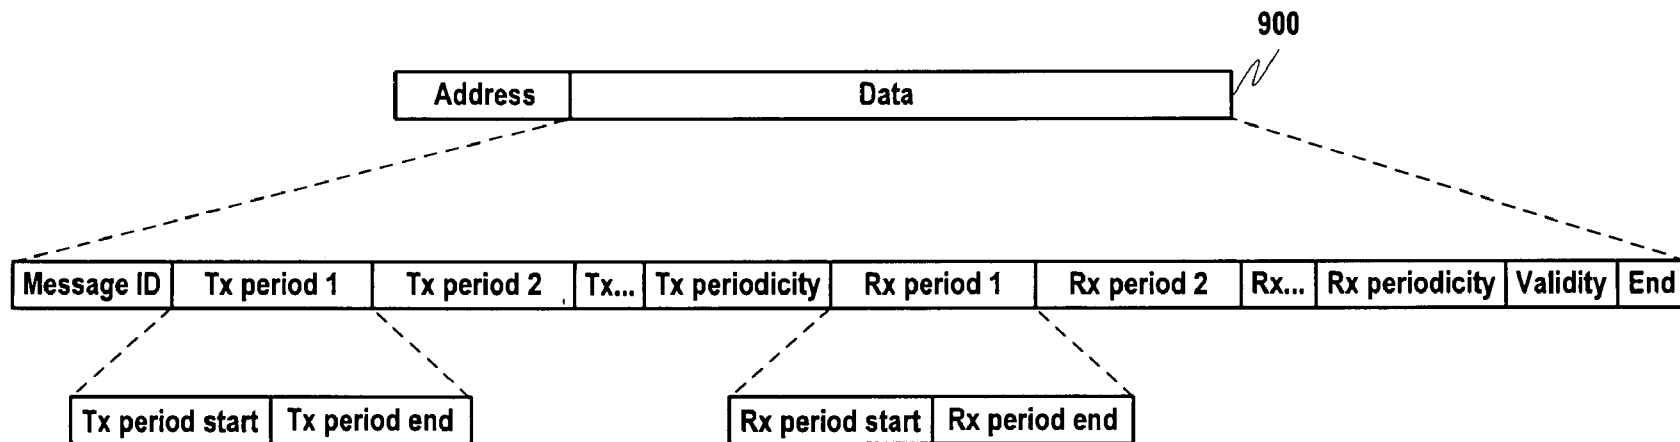 900
Address Data
Message ID Tx period 1 Tx period 2 Tx... Tx periodicity Rx period 1 Rx period 2 Rx... Rx periodicity Validity End
Tx period start Tx period end Rx period start Rx period end